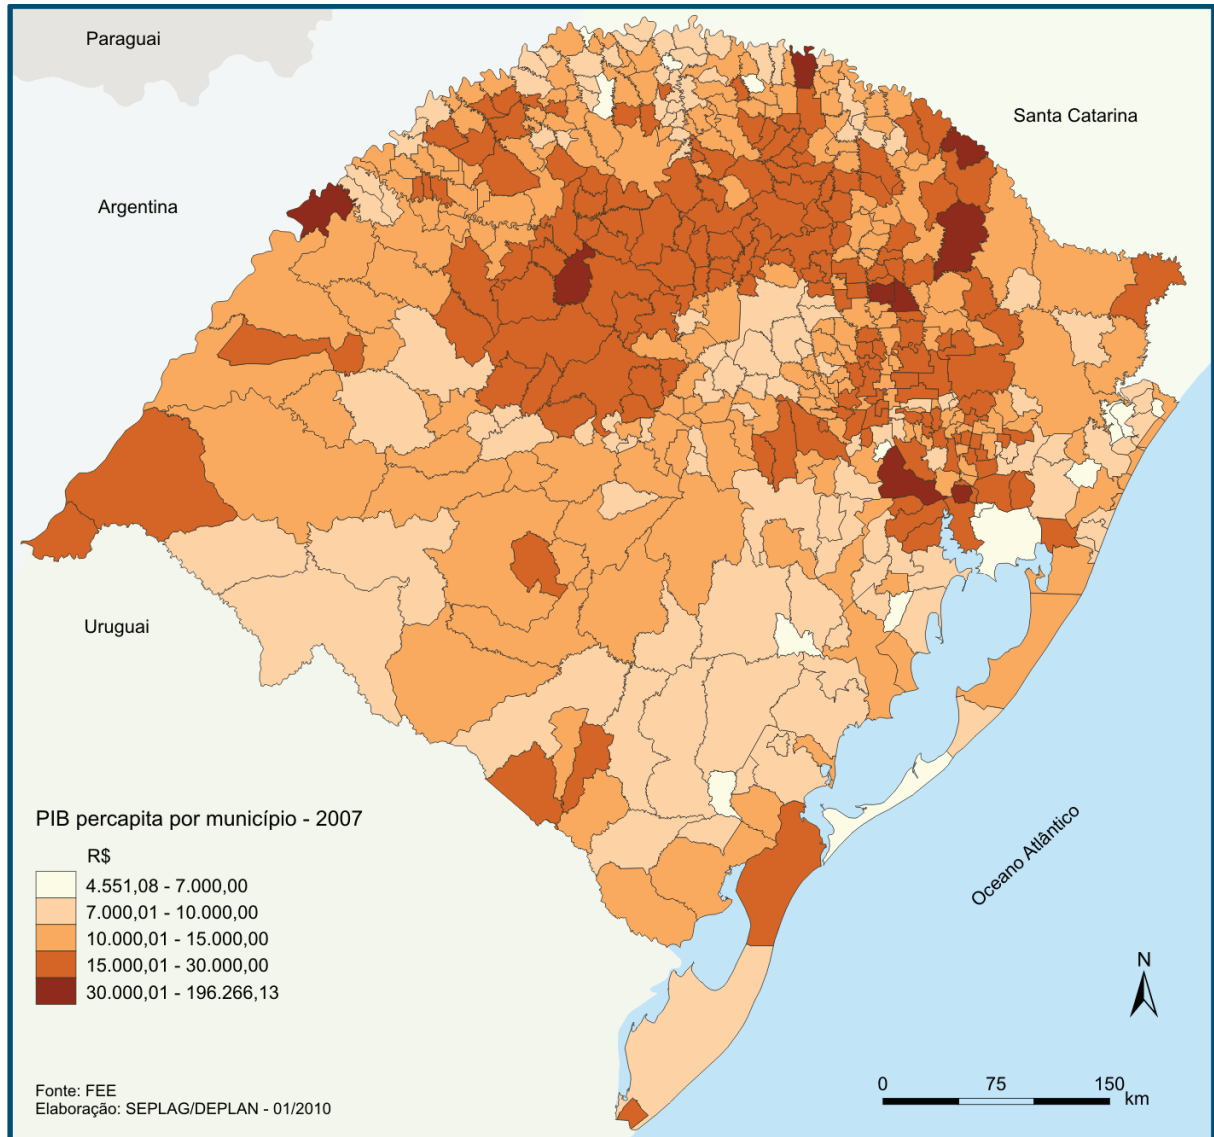 Paraguai
Santa Catarina
Argentina
Uruguai
PIB percapita por município - 2007
R$
4.551,08 - 7.000,00
7.000,01 - 10.000,00
10.000,01 - 15.000,00
15.000,01 - 30.000,00
30.000,01 - 196.266,13
Oceano Atlântico
N
0 75 150
km
Fonte: FEE
Elaboração: SEPLAG/DEPLAN - 01/2010